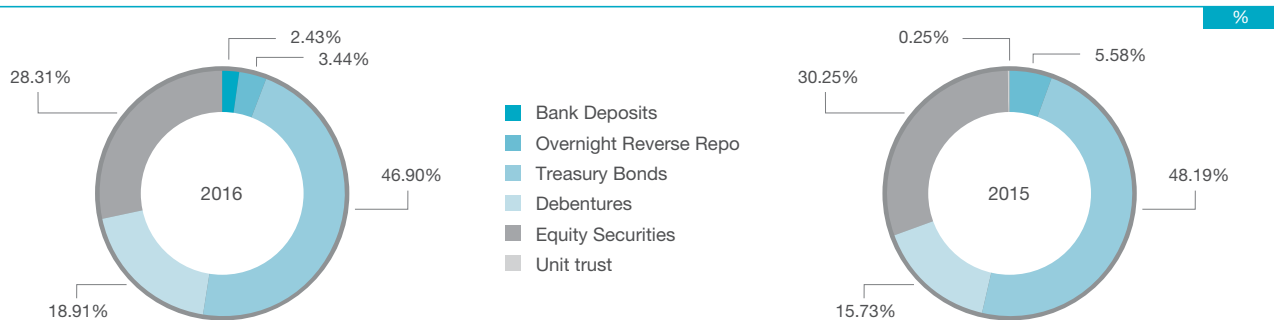 %
2.43%
3.44%
28.31%
46.90%
18.91%
2016
Bank Deposits
Overnight Reverse Repo
Treasury Bonds
Debentures
Equity Securities
Unit trust
0.25%
5.58%
30.25%
48.19%
15.73%
2015